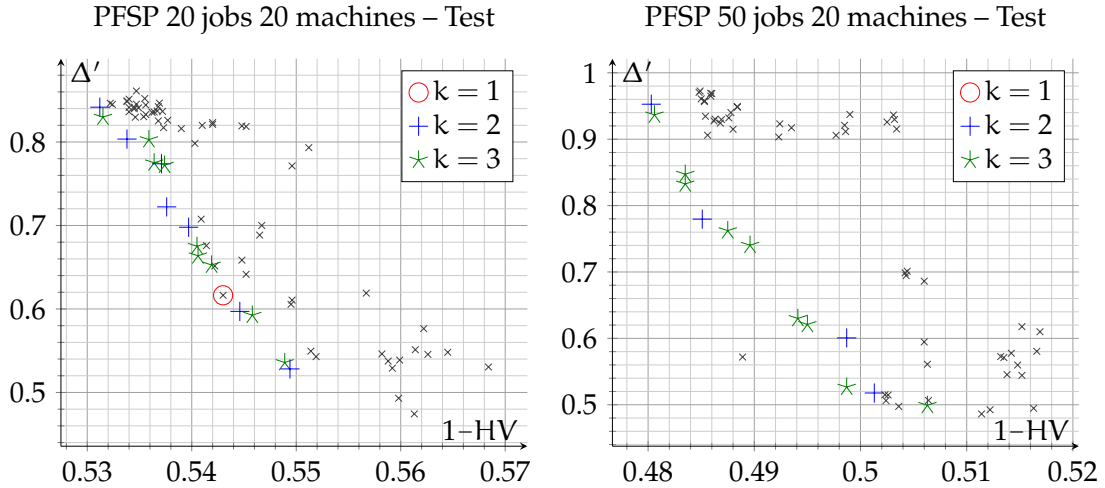 PFSP 20 jobs 20 machines – Test
Δ′
k = 1
k = 2
k = 3
0.8
0.7
0.6
0.5
1–HV
0.53 0.54 0.55 0.56 0.57
PFSP 50 jobs 20 machines – Test
1
Δ′
k = 1
k = 2
k = 3
0.9
0.8
0.7
0.6
0.5
1–HV
0.48 0.49 0.5 0.51 0.52